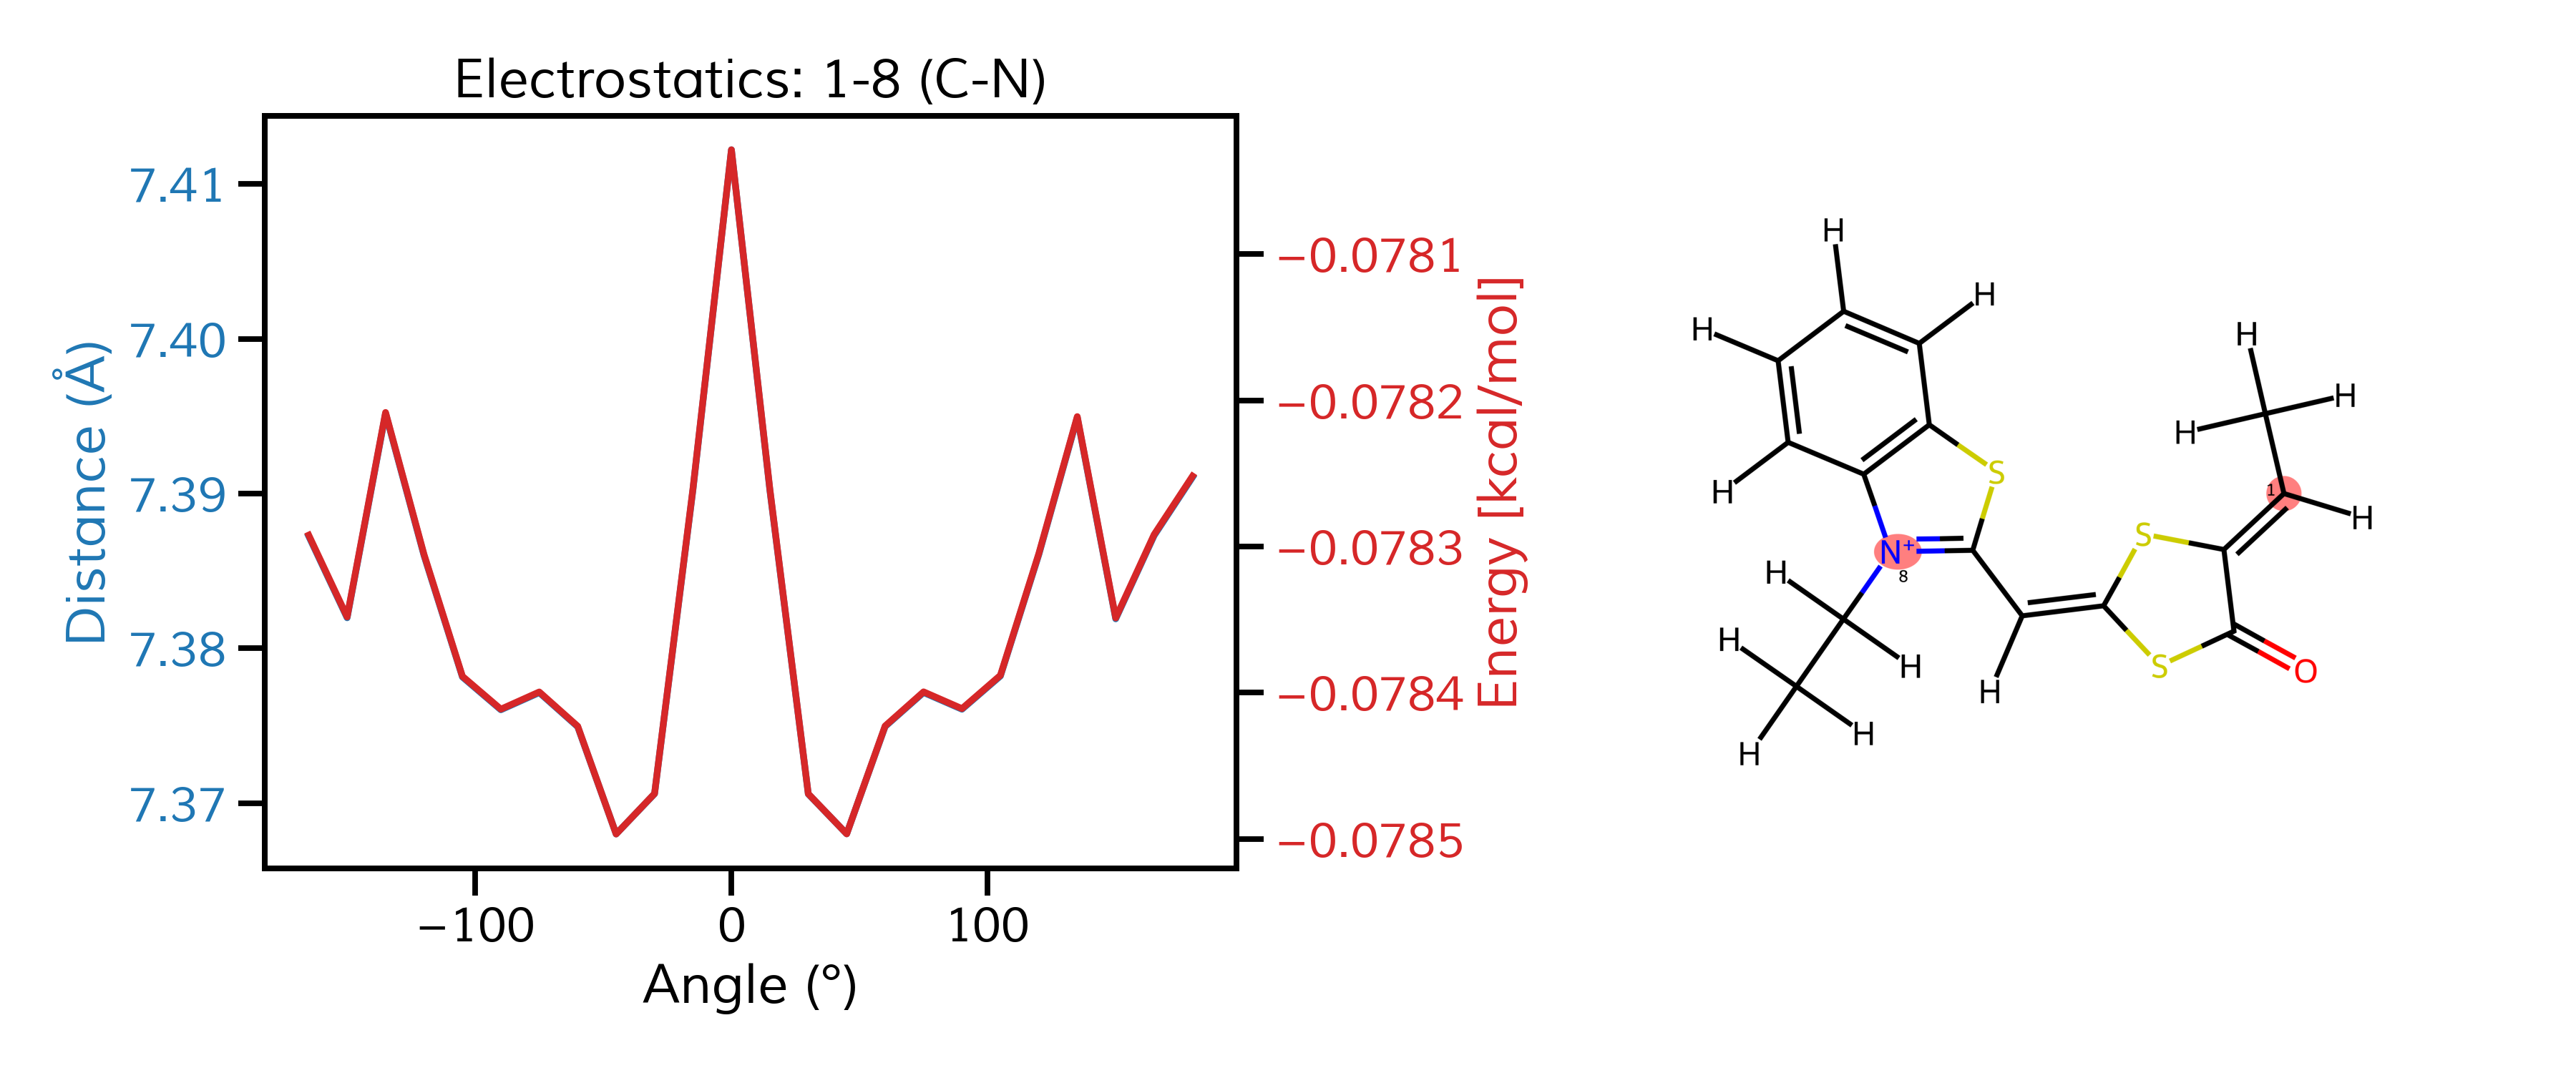 Electrostatics: 1-8 (C-N)
Distance (Å)
7.41
7.40
7.39
7.38
7.37
−0.0781
−0.0782
−0.0783
−0.0784
−0.0785
Energy [kcal/mol]
−100 0 100
Angle (°)
H
H
H
H
H
H
H
S
1
H
H
S
N+
8
H
H
H
S
O
H
H
H